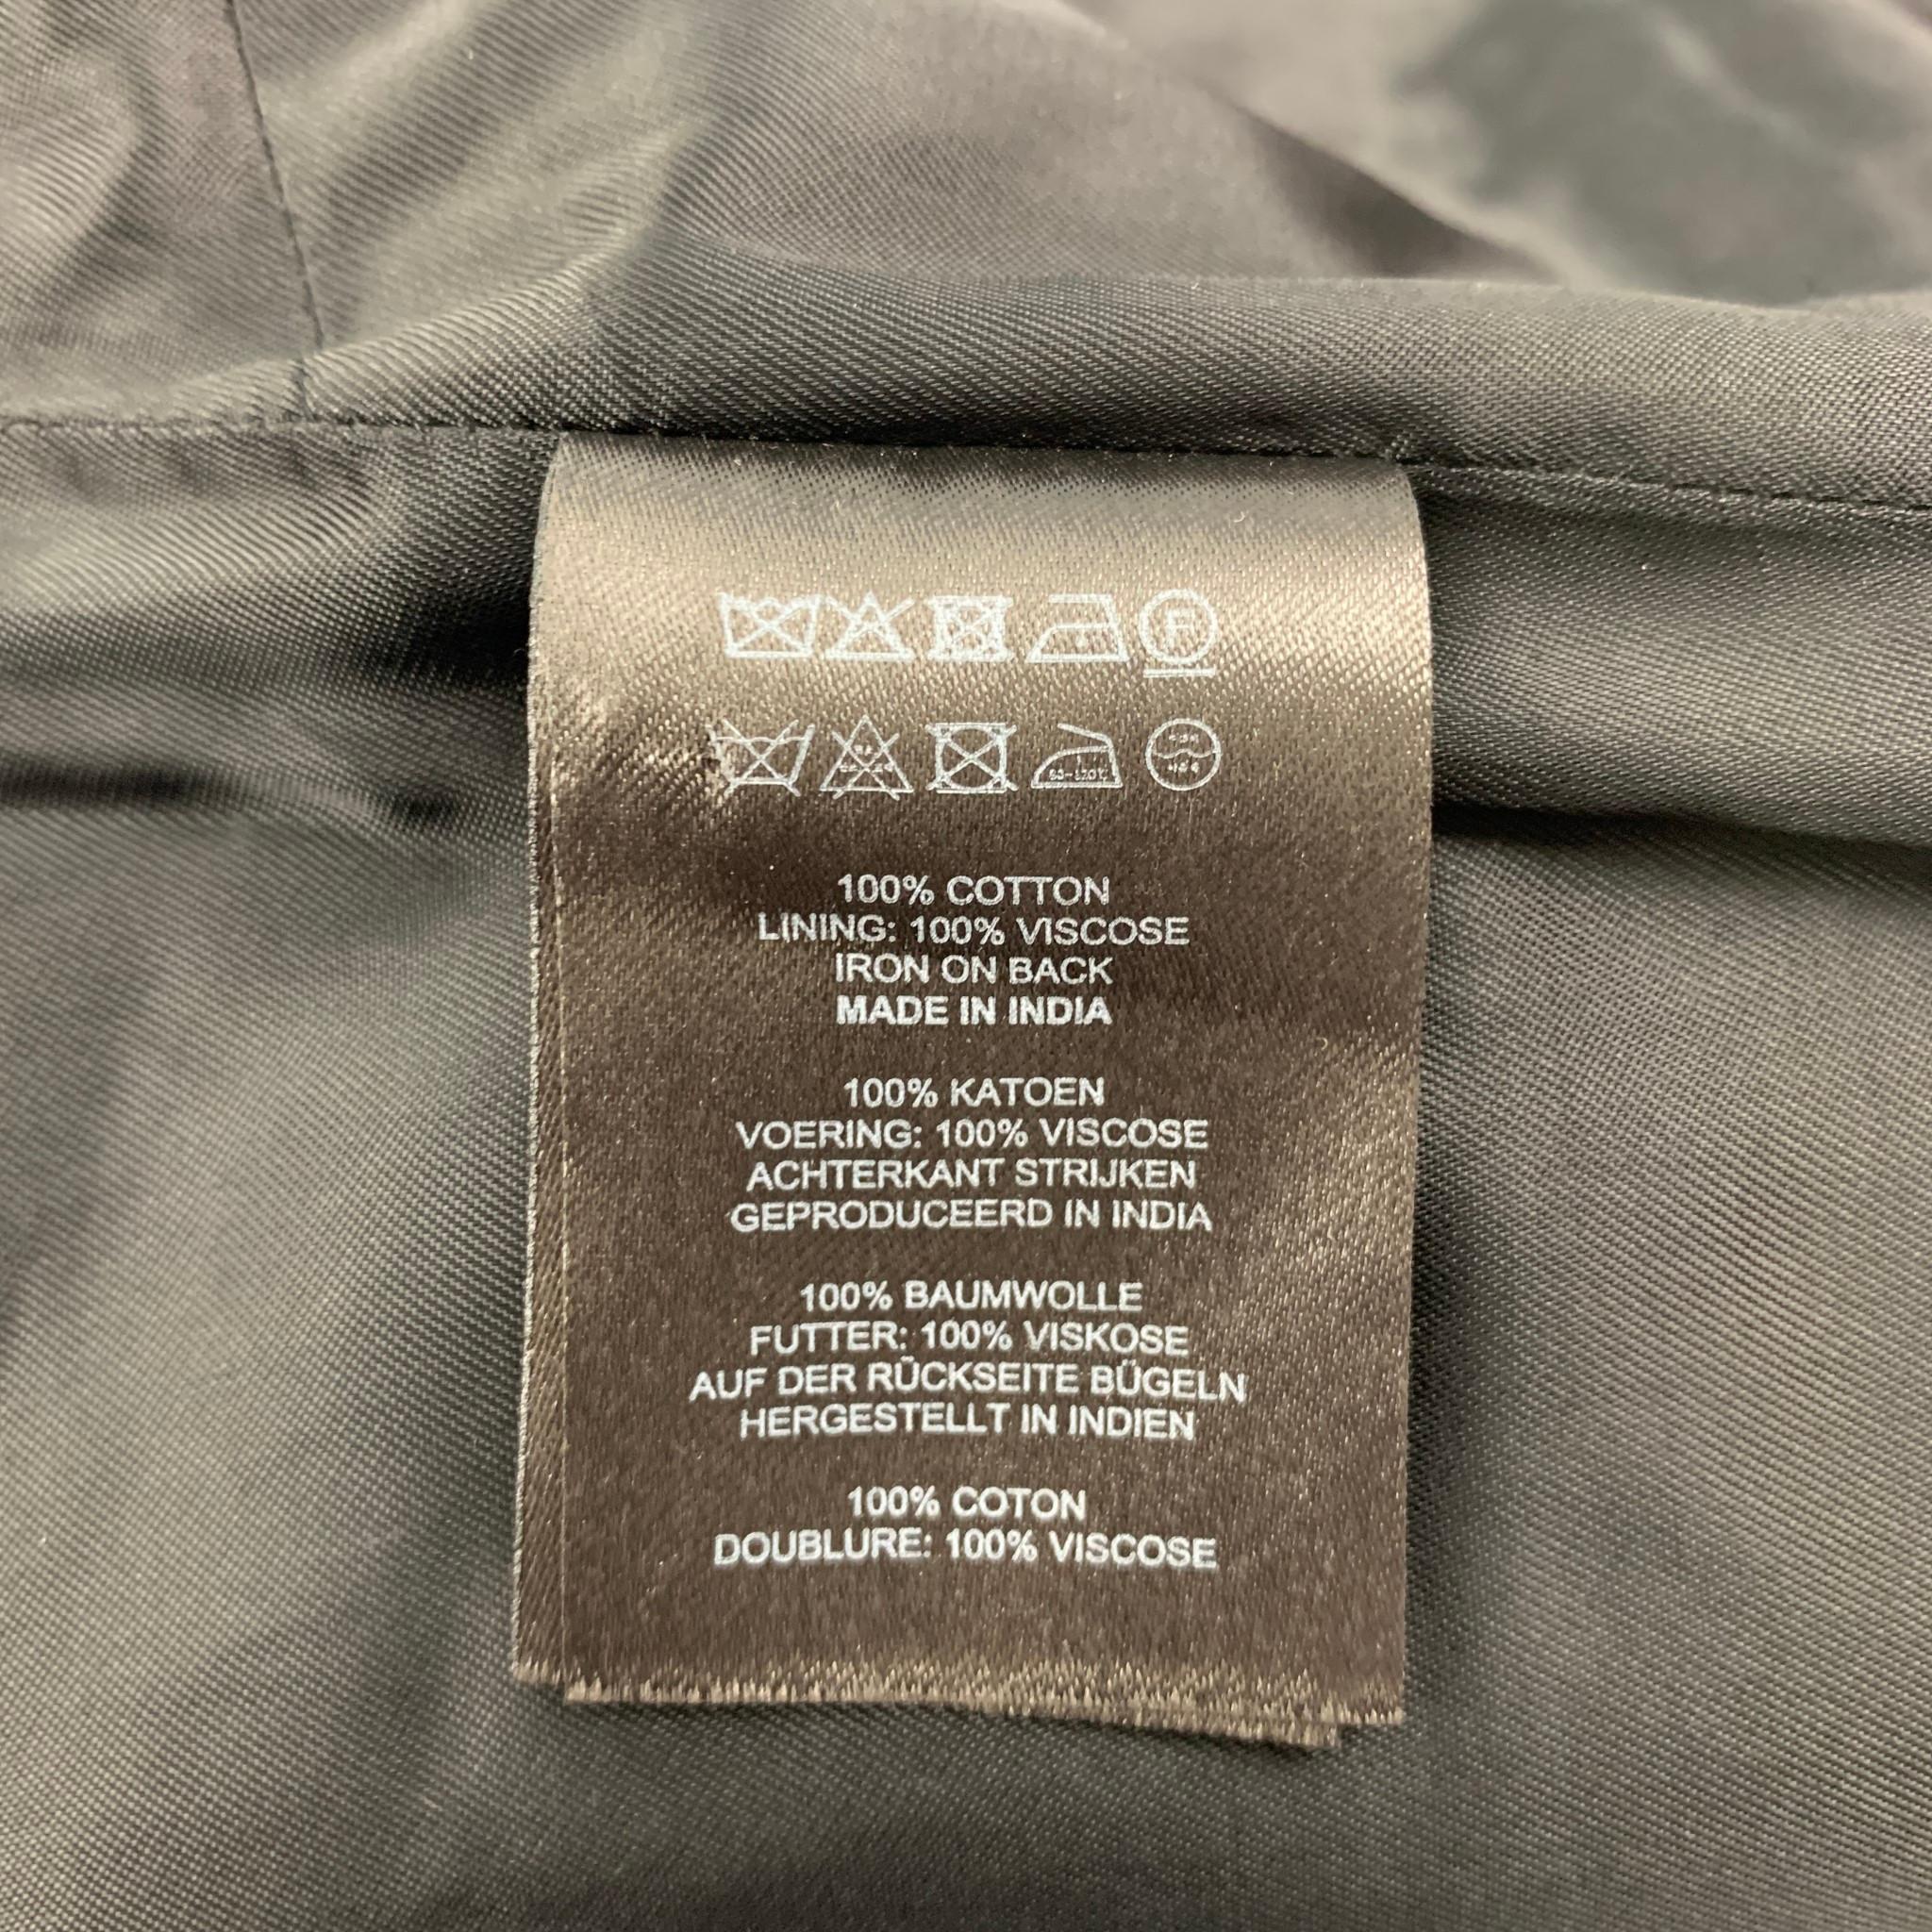 F
100% COTTON
LINING: 100% VISCOSE
IRON ON BACK
MADE IN INDIA
100% KATOEN
VOERING: 100% VISCOSE
ACHTERKANT STRIJKEN
GEPRODUCEERD IN INDIA
100% BAUMWOLLE
FUTTER: 100% VISKOSE
AUF DER RÜCKSEITE BÜGELN
HERGESTELLT IN INDIEN
100% COTON
DOUBLURE: 100% VISCOSE